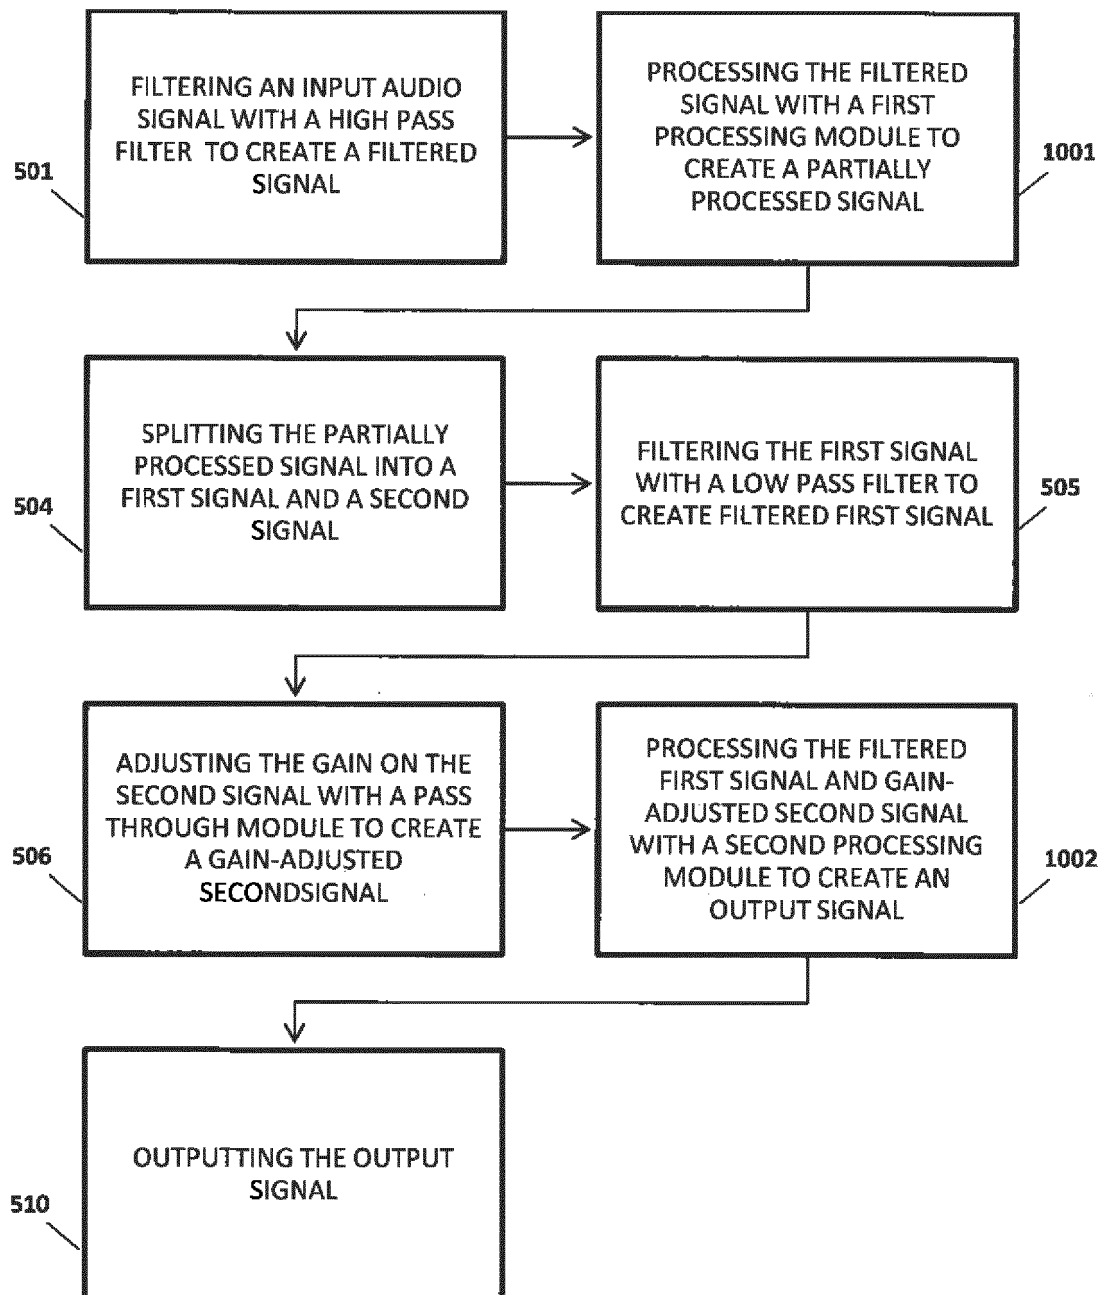 FILTERING AN INPUT AUDIO
SIGNAL WITH A HIGH PASS
FILTER TO CREATE A FILTERED
SIGNAL
501
PROCESSING THE FILTERED
SIGNAL WITH A FIRST
PROCESSING MODULE TO
CREATE A PARTIALLY
PROCESSED SIGNAL
1001
SPLITTING THE PARTIALLY
PROCESSED SIGNAL INTO A
FIRST SIGNAL AND A SECOND
SIGNAL
504
FILTERING THE FIRST SIGNAL
WITH A LOW PASS FILTER TO
CREATE FILTERED FIRST SIGNAL
505
ADJUSTING THE GAIN ON THE
SECOND SIGNAL WITH A PASS
THROUGH MODULE TO CREATE
A GAIN-ADJUSTED
SECONDSIGNAL
506
PROCESSING THE FILTERED
FIRST SIGNAL AND GAIN-
ADJUSTED SECOND SIGNAL
WITH A SECOND PROCESSING
MODULE TO CREATE AN
OUTPUT SIGNAL
1002
OUTPUTTING THE OUTPUT
SIGNAL
510